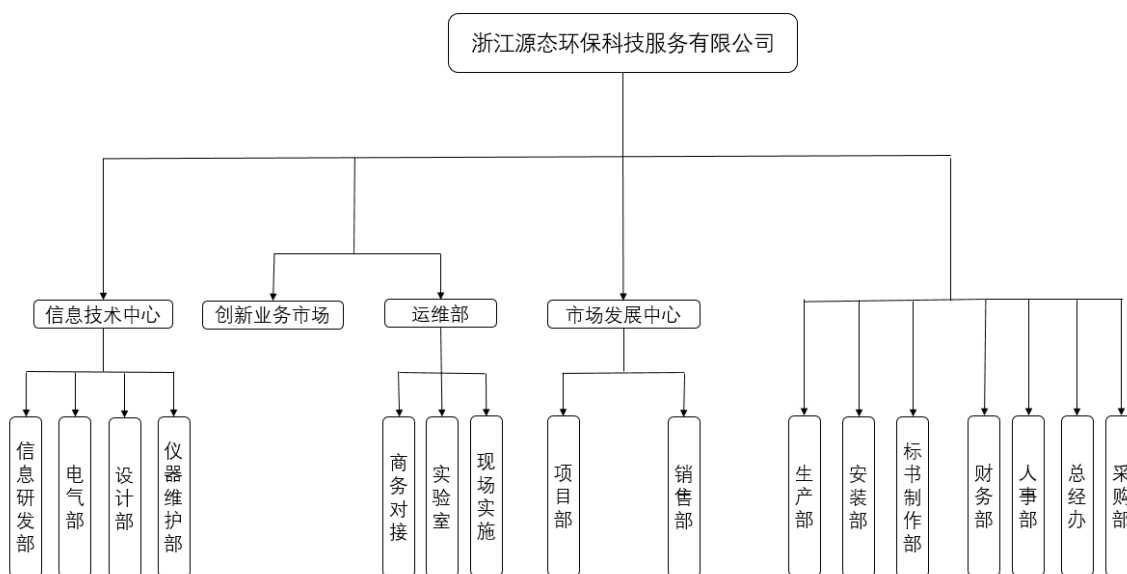 浙江源态环保科技服务有限公司
信息技术中心
创新业务市场
运维部
市场发展中心
信息研发部
电气部
设计部
仪器维护部
商务对接
实验室
现场实施
项目部
销售部
生产部
安装部
标书制作部
财务部
人事部
总经办
采购部